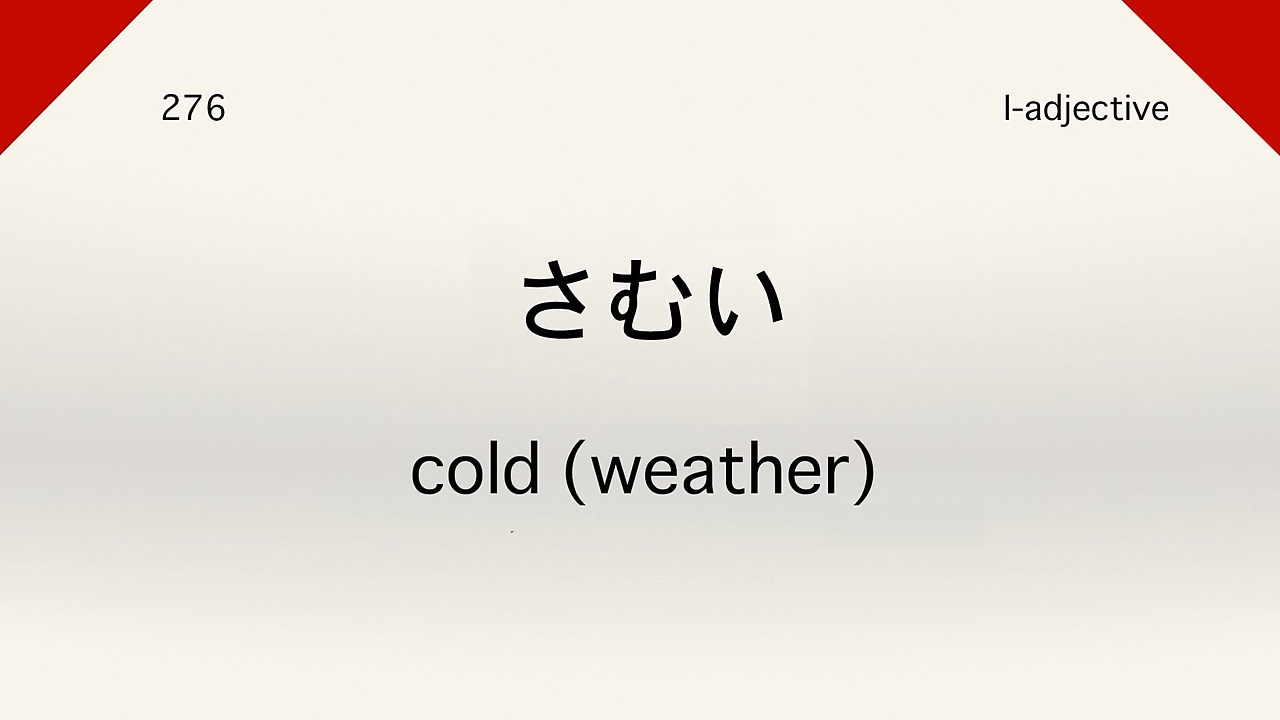 276
I-adjective
さむい
cold (weather)